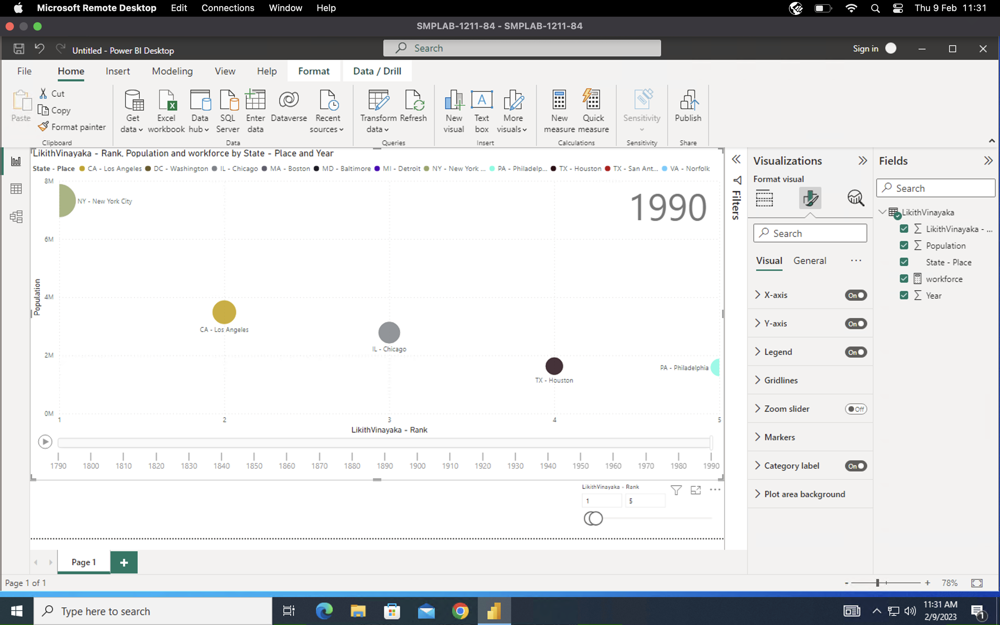 Microsoft Remote Desktop Edit Connections Window Help Thu 9 Feb 11:31
SMPLAB-1211-84 - SMPLAB-1211-84
Untitled - Power BI Desktop Search Sign in
File Home Insert Modeling View Help Format Data / Drill
Paste
Cut
Copy
Format painter
Clipboard
Get data
Excel workbook
Data hub
SQL Server
Enter data
Dataverse
Recent sources
Data
Transform data
Refresh
Queries
New visual
Text box
More visuals
Insert
New measure
Quick measure
Calculations
Sensitivity
Sensitivity
Publish
Share
LikithVinayaka - Rank, Population and workforce by State - Place and Year
State - Place CA - Los Angeles DC - Washington IL - Chicago MA - Boston MD - Baltimore MI - Detroit NY - New York ... PA - Philadelp... TX - Houston TX - San Ant... VA - Norfolk
8M
NY - New York City
1990
6M
Population
4M
CA - Los Angeles
IL - Chicago
2M
PA - Philadelphia
TX - Houston
0M
1 2 3 4 5
LikithVinayaka - Rank
1790 1800 1810 1820 1830 1840 1850 1860 1870 1880 1890 1900 1910 1920 1930 1940 1950 1960 1970 1980 1990
LikithVinayaka - Rank
1 5
Filters
Visualizations
Format visual
Search
Visual General ...
X-axis On
Y-axis On
Legend On
Gridlines
Zoom slider Off
Markers
Category label On
Plot area background
Fields
Search
LikithVinayaka
LikithVinayaka - ...
Population
State - Place
workforce
Year
Page 1
Page 1 of 1
- + 78%
Type here to search
11:31 AM
2/9/2023
1